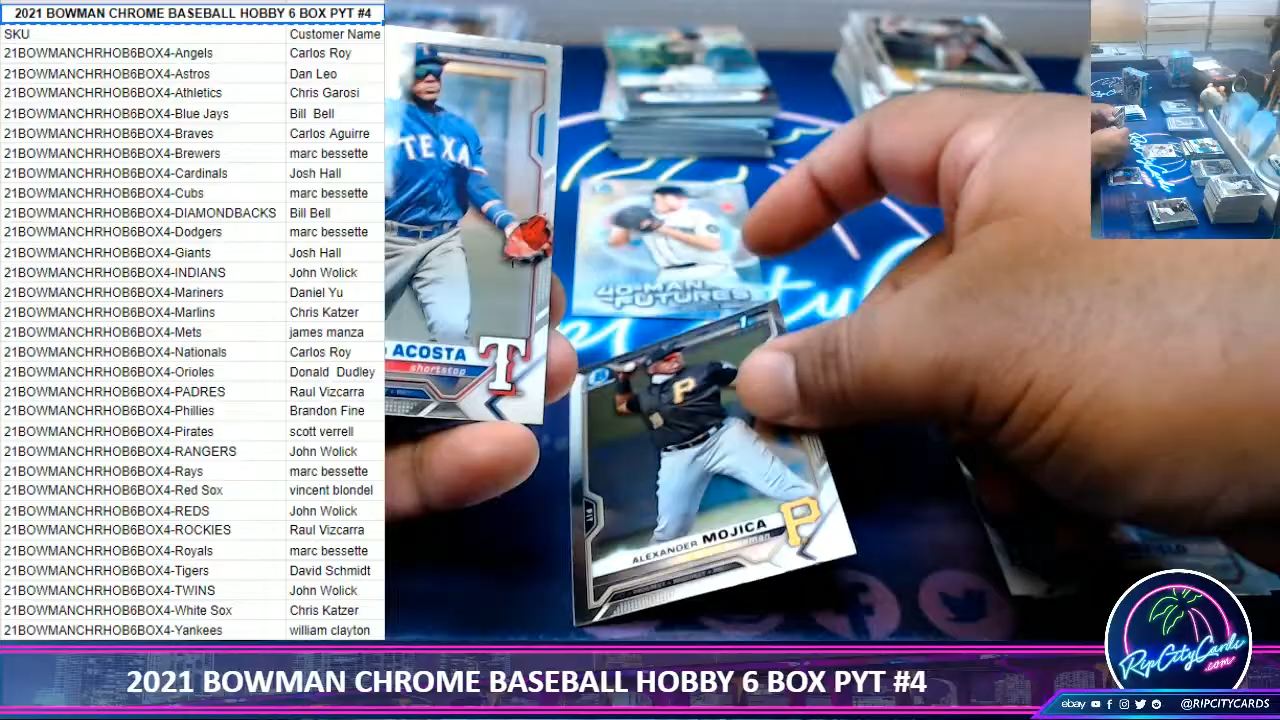 2021 BOWMAN CHROME BASEBALL HOBBY 6 BOX PYT #4
SKU Customer Name
21BOWMANCHRHOB6BOX4-Angels Carlos Roy
21BOWMANCHRHOB6BOX4-Astros Dan Leo
21BOWMANCHRHOB6BOX4-Athletics Chris Garosi
21BOWMANCHRHOB6BOX4-Blue Jays Bill Bell
21BOWMANCHRHOB6BOX4-Braves Carlos Aguirre
21BOWMANCHRHOB6BOX4-Brewers marc bessette
21BOWMANCHRHOB6BOX4-Cardinals Josh Hall
21BOWMANCHRHOB6BOX4-Cubs marc bessette
21BOWMANCHRHOB6BOX4-DIAMONDBACKS Bill Bell
21BOWMANCHRHOB6BOX4-Dodgers marc bessette
21BOWMANCHRHOB6BOX4-Giants Josh Hall
21BOWMANCHRHOB6BOX4-INDIANS John Wolick
21BOWMANCHRHOB6BOX4-Mariners Daniel Yu
21BOWMANCHRHOB6BOX4-Marlins Chris Katzer
21BOWMANCHRHOB6BOX4-Mets james manza
21BOWMANCHRHOB6BOX4-Nationals Carlos Roy
21BOWMANCHRHOB6BOX4-Orioles Donald Dudley
21BOWMANCHRHOB6BOX4-PADRES Raul Vizcarra
21BOWMANCHRHOB6BOX4-Phillies Brandon Fine
21BOWMANCHRHOB6BOX4-Pirates scott verrell
21BOWMANCHRHOB6BOX4-RANGERS John Wolick
21BOWMANCHRHOB6BOX4-Rays marc bessette
21BOWMANCHRHOB6BOX4-Red Sox vincent blondel
21BOWMANCHRHOB6BOX4-REDS John Wolick
21BOWMANCHRHOB6BOX4-ROCKIES Raul Vizcarra
21BOWMANCHRHOB6BOX4-Royals marc bessette
21BOWMANCHRHOB6BOX4-Tigers David Schmidt
21BOWMANCHRHOB6BOX4-TWINS John Wolick
21BOWMANCHRHOB6BOX4-White Sox Chris Katzer
21BOWMANCHRHOB6BOX4-Yankees william clayton
TEXA
ACOSTA
shortstop
T
40-MAN
FUTURES
P
ALEXANDER MOJICA
P
RipCityCards
.com
2021 BOWMAN CHROME BASEBALL HOBBY 6 BOX PYT #4
ebay @RIPCITYCARDS